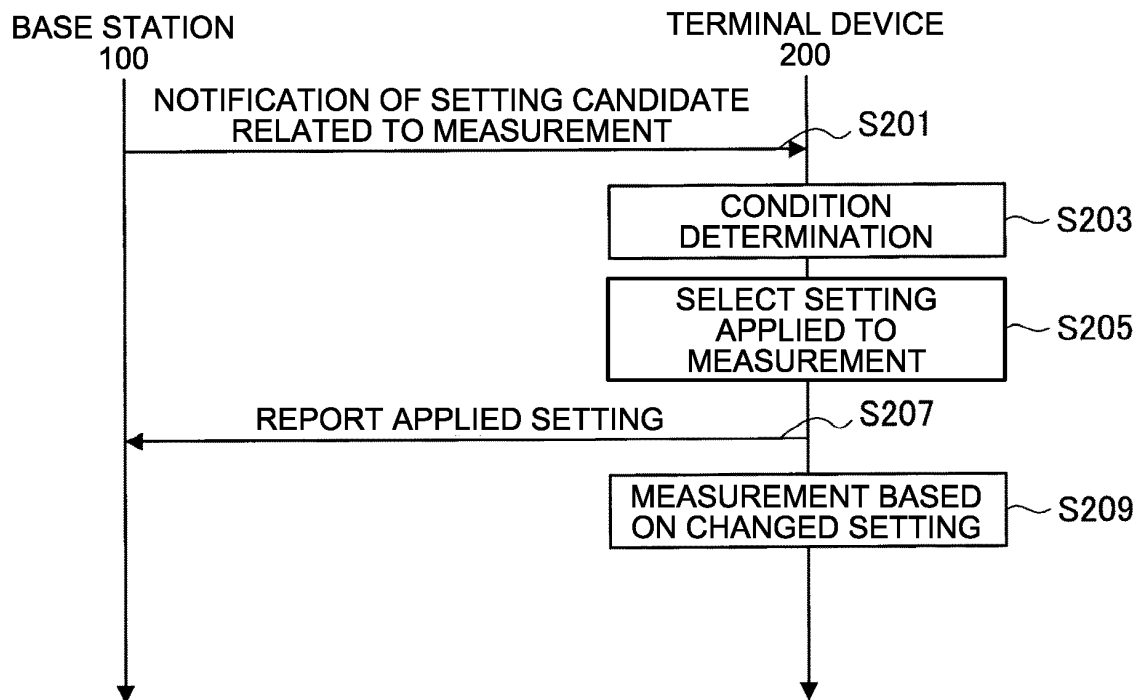 BASE STATION
100
TERMINAL DEVICE
200
NOTIFICATION OF SETTING CANDIDATE
RELATED TO MEASUREMENT
S201
CONDITION
DETERMINATION
S203
SELECT SETTING
APPLIED TO
MEASUREMENT
S205
REPORT APPLIED SETTING
S207
MEASUREMENT BASED
ON CHANGED SETTING
S209